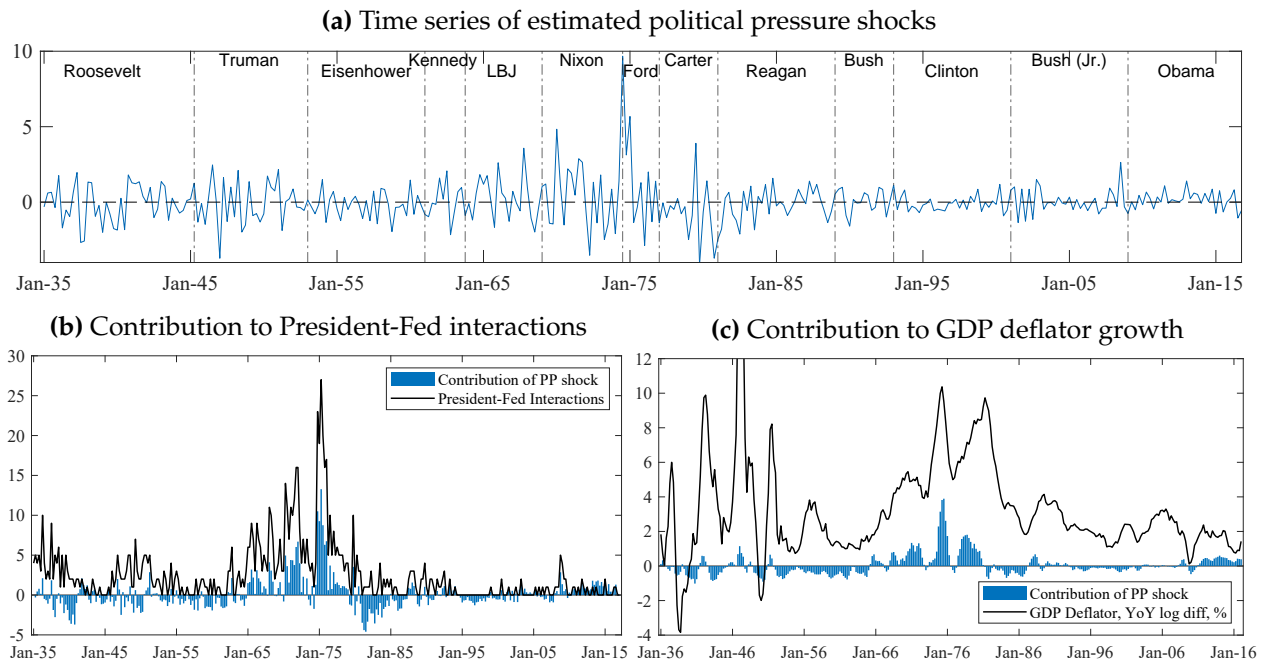 (a) Time series of estimated political pressure shocks
10
5
0
Roosevelt Truman Eisenhower Kennedy LBJ Nixon Ford Carter Reagan Bush Clinton Bush (Jr.) Obama
Jan-35 Jan-45 Jan-55 Jan-65 Jan-75 Jan-85 Jan-95 Jan-05 Jan-15
(b) Contribution to President-Fed interactions
30
25
20
15
10
5
0
-5
Contribution of PP shock
President-Fed Interactions
Jan-35 Jan-45 Jan-55 Jan-65 Jan-75 Jan-85 Jan-95 Jan-05 Jan-15
(c) Contribution to GDP deflator growth
12
10
8
6
4
2
0
-2
-4
Contribution of PP shock
GDP Deflator, YoY log diff, %
Jan-36 Jan-46 Jan-56 Jan-66 Jan-76 Jan-86 Jan-96 Jan-06 Jan-16